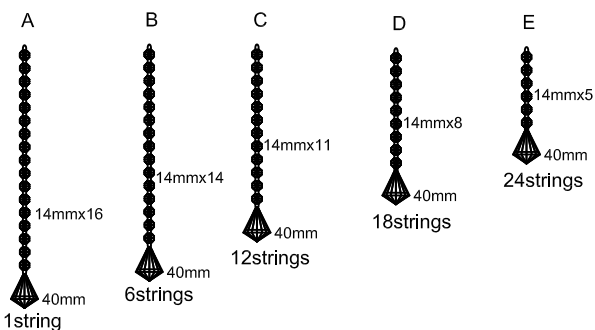 A
B
C
D
E
14mmx16
14mmx14
14mmx11
14mmx8
14mmx5
40mm
40mm
40mm
40mm
40mm
1string
6strings
12strings
18strings
24strings